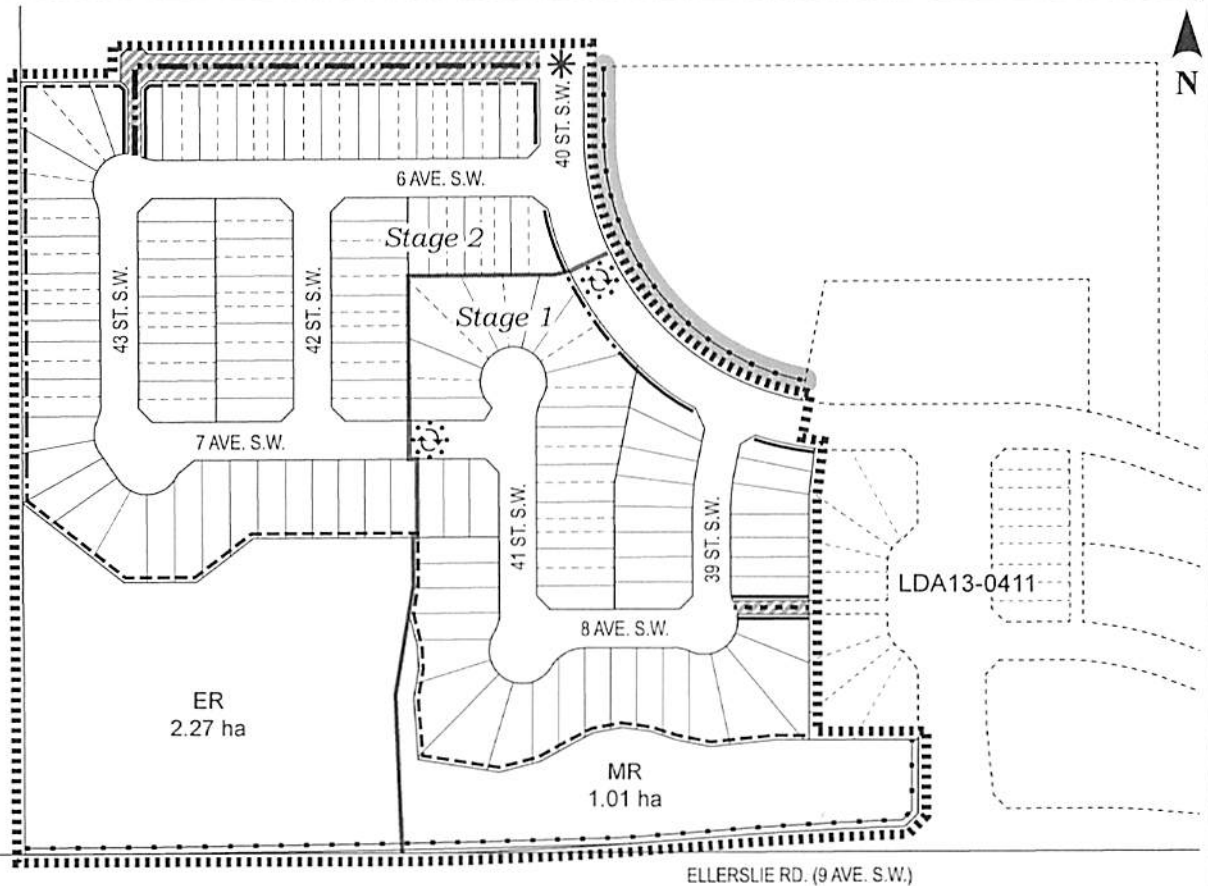 N
40 ST. S.W.
6 AVE. S.W.
Stage 2
43 ST. S.W.
42 ST. S.W.
Stage 1
7 AVE. S.W.
41 ST. S.W.
39 ST. S.W.
LDA13-0411
8 AVE. S.W.
ER
2.27 ha
MR
1.01 ha
ELLERSLIE RD. (9 AVE. S.W.)